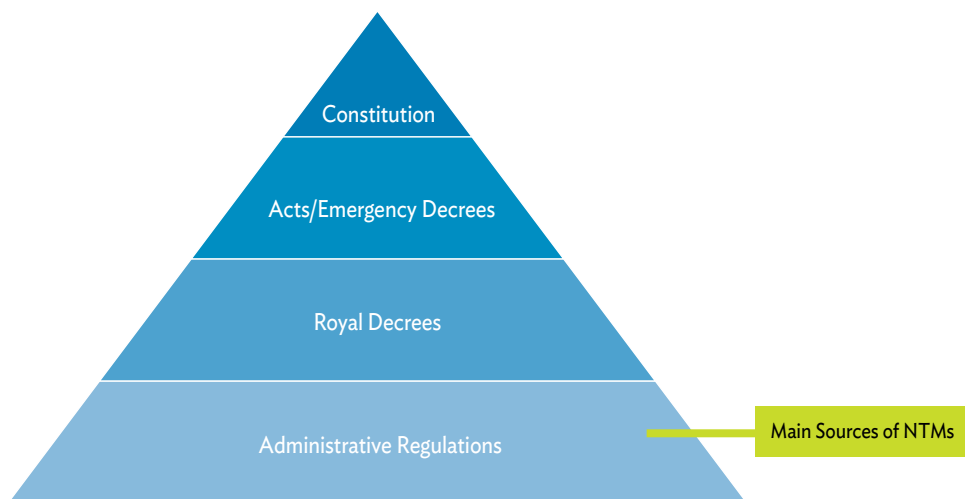 Constitution
Acts/Emergency Decrees
Royal Decrees
Administrative Regulations
Main Sources of NTMs